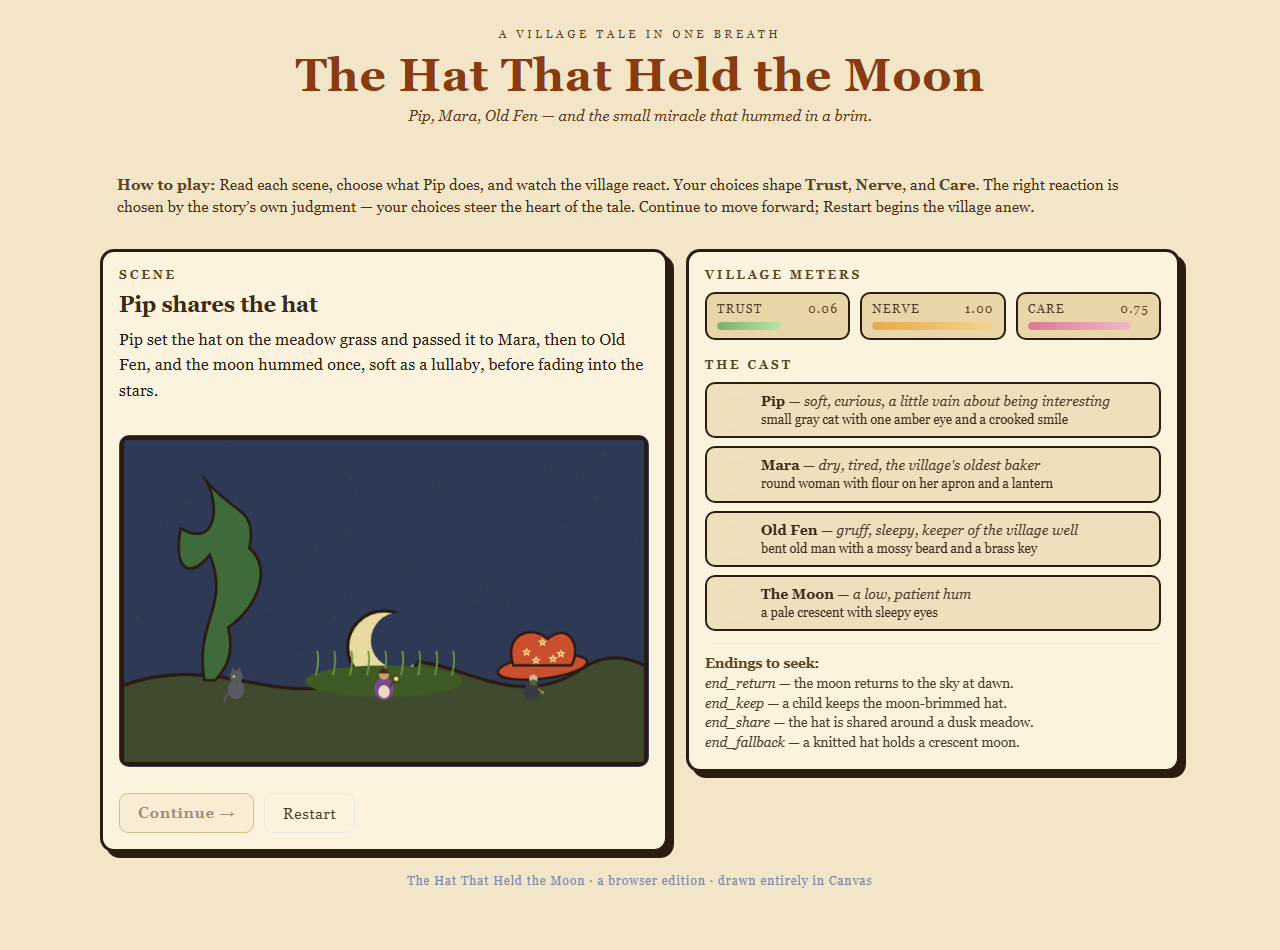 A VILLAGE TALE IN ONE BREATH
The Hat That Held the Moon
Pip, Mara, Old Fen — and the small miracle that hummed in a brim.
How to play: Read each scene, choose what Pip does, and watch the village react. Your choices shape Trust, Nerve, and Care. The right reaction is
chosen by the story’s own judgment — your choices steer the heart of the tale. Continue to move forward; Restart begins the village anew.
SCENE
Pip shares the hat
Pip set the hat on the meadow grass and passed it to Mara, then to Old
Fen, and the moon hummed once, soft as a lullaby, before fading into the
stars.
Continue →
Restart
VILLAGE METERS
TRUST 0.06
NERVE 1.00
CARE 0.75
THE CAST
Pip — soft, curious, a little vain about being interesting
small gray cat with one amber eye and a crooked smile
Mara — dry, tired, the village's oldest baker
round woman with flour on her apron and a lantern
Old Fen — gruff, sleepy, keeper of the village well
bent old man with a mossy beard and a brass key
The Moon — a low, patient hum
a pale crescent with sleepy eyes
Endings to seek:
end_return — the moon returns to the sky at dawn.
end_keep — a child keeps the moon-brimmed hat.
end_share — the hat is shared around a dusk meadow.
end_fallback — a knitted hat holds a crescent moon.
The Hat That Held the Moon · a browser edition · drawn entirely in Canvas